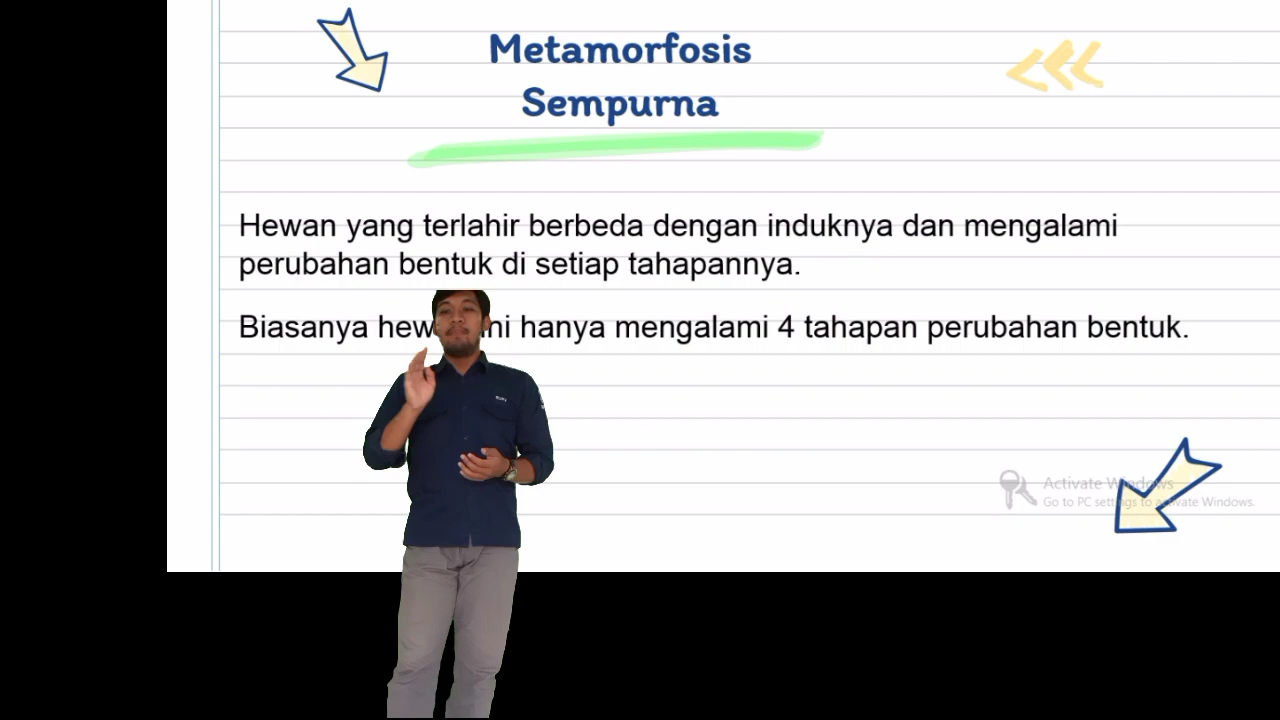 Metamorfosis
Sempurna
Hewan yang terlahir berbeda dengan induknya dan mengalami
perubahan bentuk di setiap tahapannya.
Biasanya hew ni hanya mengalami 4 tahapan perubahan bentuk.
Activate Windows
Go to PC settings to activate Windows.